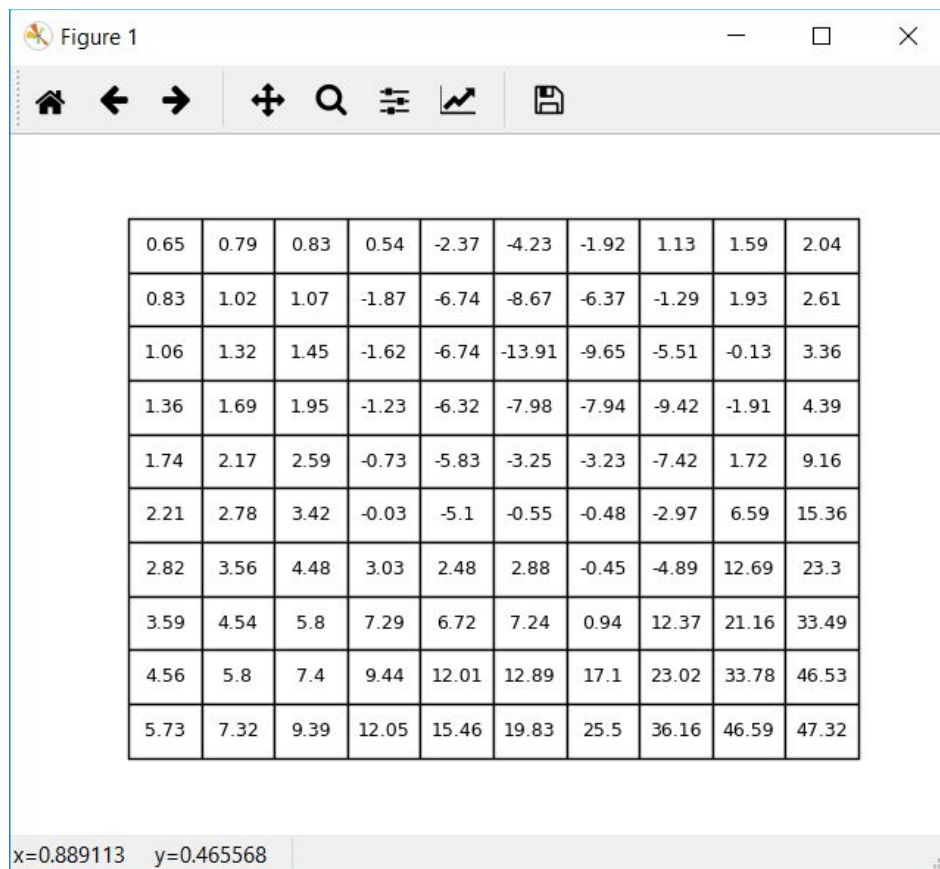 Figure 1
0.65 0.79 0.83 0.54 -2.37 -4.23 -1.92 1.13 1.59 2.04
0.83 1.02 1.07 -1.87 -6.74 -8.67 -6.37 -1.29 1.93 2.61
1.06 1.32 1.45 -1.62 -6.74 -13.91 -9.65 -5.51 -0.13 3.36
1.36 1.69 1.95 -1.23 -6.32 -7.98 -7.94 -9.42 -1.91 4.39
1.74 2.17 2.59 -0.73 -5.83 -3.25 -3.23 -7.42 1.72 9.16
2.21 2.78 3.42 -0.03 -5.1 -0.55 -0.48 -2.97 6.59 15.36
2.82 3.56 4.48 3.03 2.48 2.88 -0.45 -4.89 12.69 23.3
3.59 4.54 5.8 7.29 6.72 7.24 0.94 12.37 21.16 33.49
4.56 5.8 7.4 9.44 12.01 12.89 17.1 23.02 33.78 46.53
5.73 7.32 9.39 12.05 15.46 19.83 25.5 36.16 46.59 47.32
x=0.889113 y=0.465568